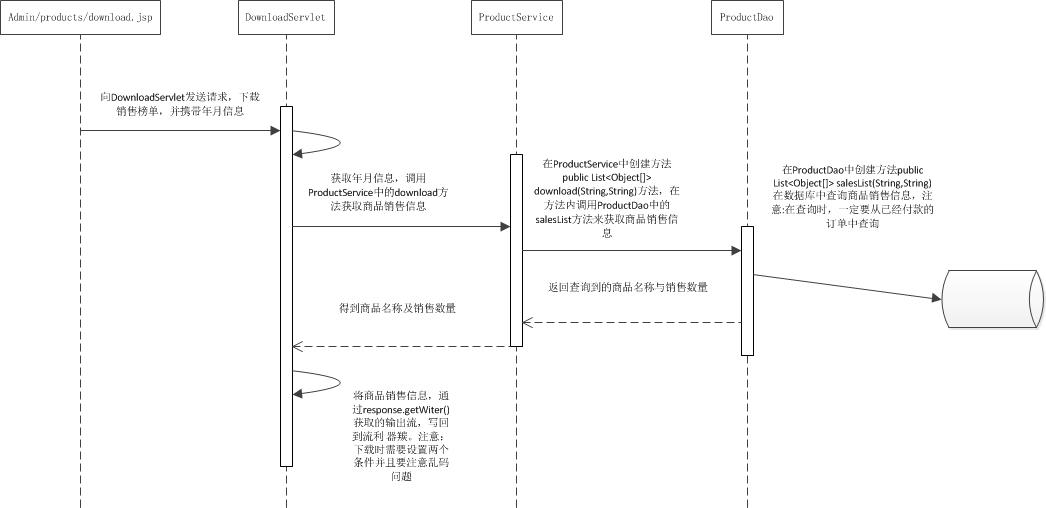 Admin/products/download.jsp
DownloadServlet
ProductService
ProductDao
向DownloadServlet发送请求，下载
销售榜单，并携带年月信息
获取年月信息，调用
ProductService中的download方
法获取商品销售信息
在ProductService中创建方法
public List<Object[]>
download(String,String)方法，在
方法内调用ProductDao中的
salesList方法来获取商品销售信
息
在ProductDao中创建方法public
List<Object[]> salesList(String,String)
在数据库中查询商品销售信息，注
意:在查询时，一定要从已经付款的
订单中查询
返回查询到的商品名称与销售数量
得到商品名称及销售数量
将商品销售信息，通
过response.getWiter()
获取的输出流，写回
到流利器羰。注意：
下载时需要设置两个
条件并且要注意乱码
问题